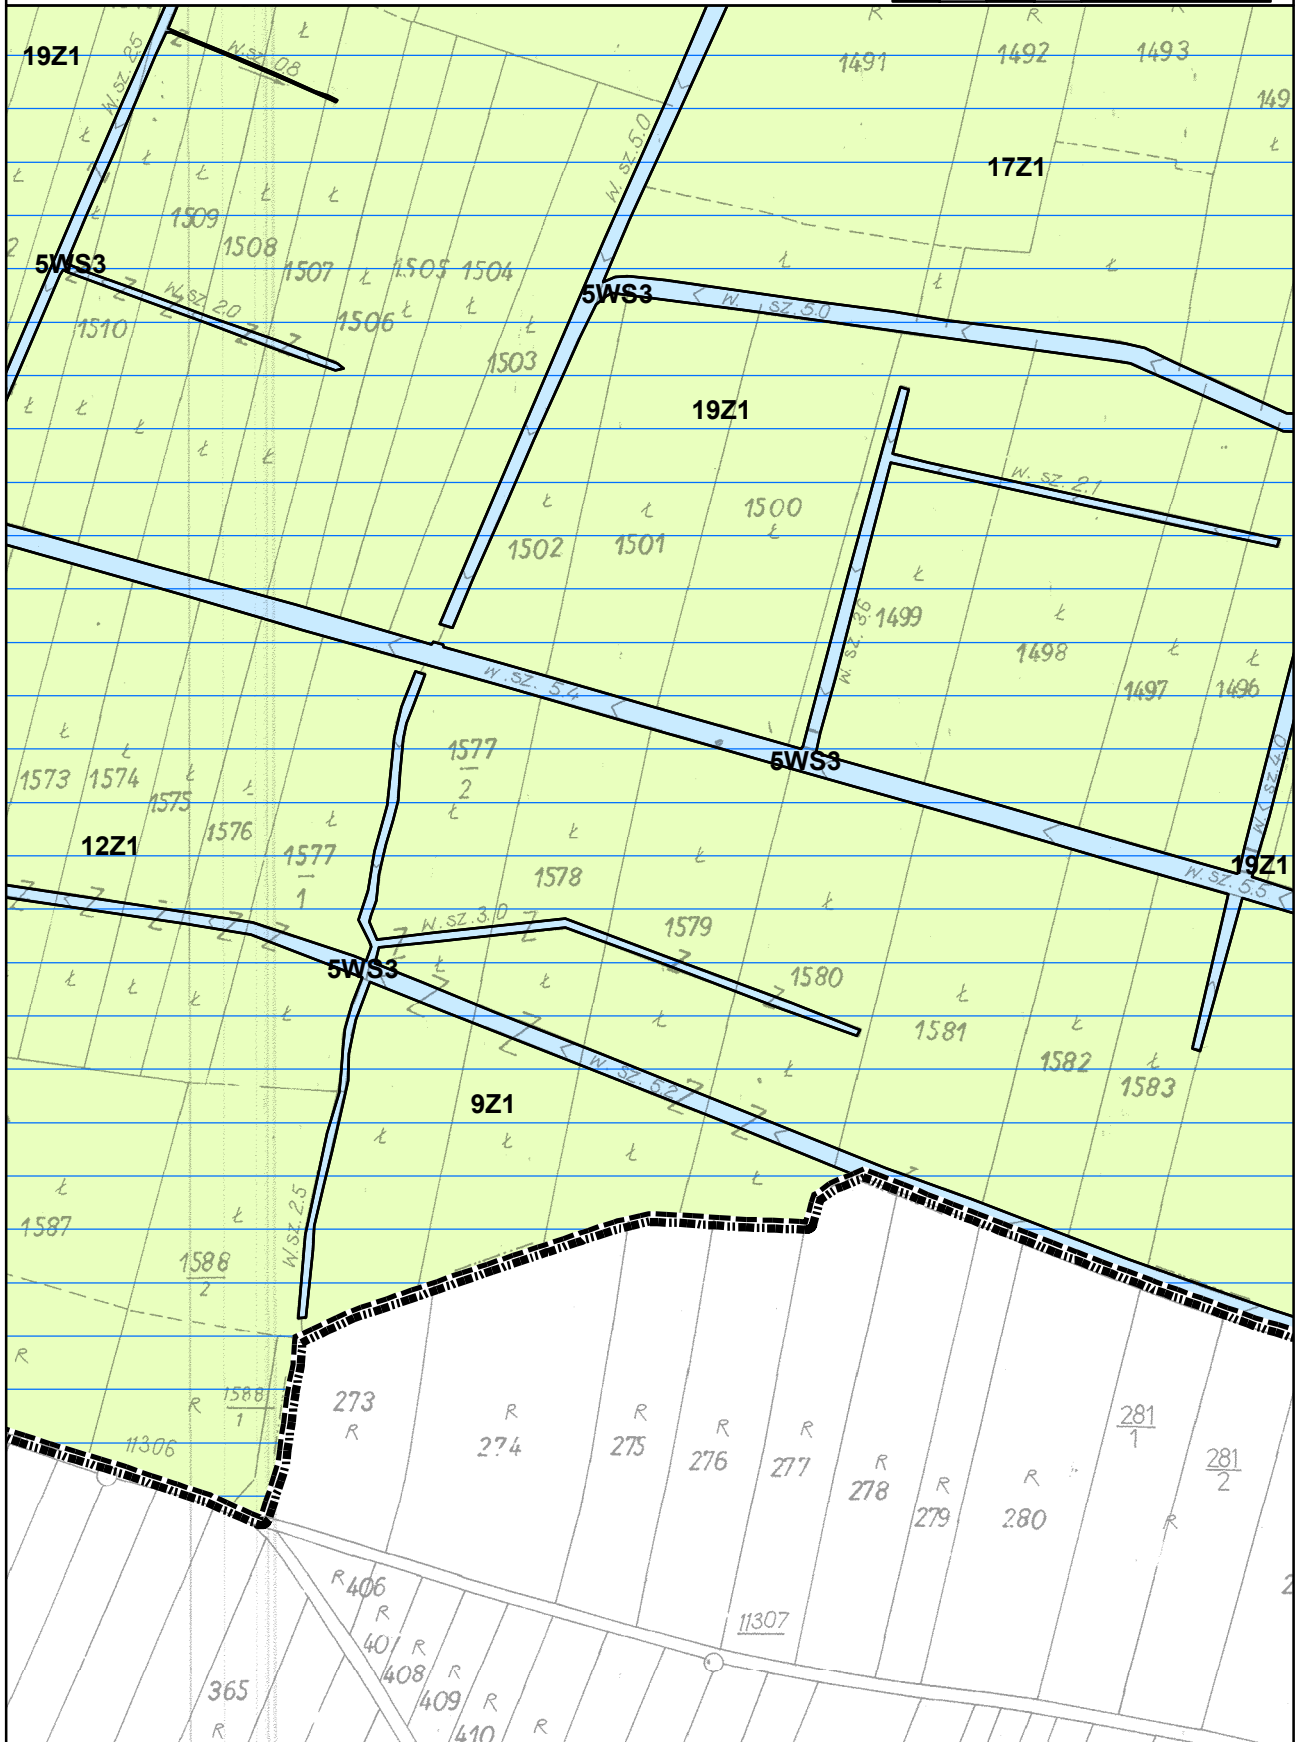 19Z1
W. sz. 2.5
W. sz. 0.8
Ł
W. sz. 5.0
R
R
1491
1492
1493
149
17Z1
Ł
Ł
Ł
Ł
Ł
Ł
Ł
Ł
1509
2
1508
5WS3
1507
Ł
1505
1504
W. sz. 2.0
1510
1506
Ł
Ł
Ł
1503
5WS3
W. sz. 5.0
Ł
Ł
Ł
19Z1
Ł
Ł
Ł
Ł
Ł
W. sz. 2.1
Ł
Ł
1500
Ł
1502
1501
Ł
W. sz. 3.6
1499
Ł
1498
Ł
Ł
1497
1496
W. sz. 5.4
W. sz. 4.0
Ł
Ł
1577
2
Ł
5WS3
1573
1574
Ł
1575
Ł
1576
Ł
12Z1
1577
1
Ł
Ł
1578
19Z1
W. sz. 5.5
Ł
W. sz. 3.0
1579
5WS3
Ł
Ł
1580
Ł
Ł
Ł
Ł
Ł
Ł
1581
Ł
1582
Ł
1583
W. sz. 5.2
Ł
9Z1
Ł
Ł
Ł
Ł
Ł
1587
Ł
W. sz. 2.5
1588
2
R
R
1588
1
11306
273
R
R
274
R
275
R
276
R
277
R
278
R
279
R
280
281
1
281
2
R
R
406
R
407
R
408
R
409
R
410
R
11307
365
R